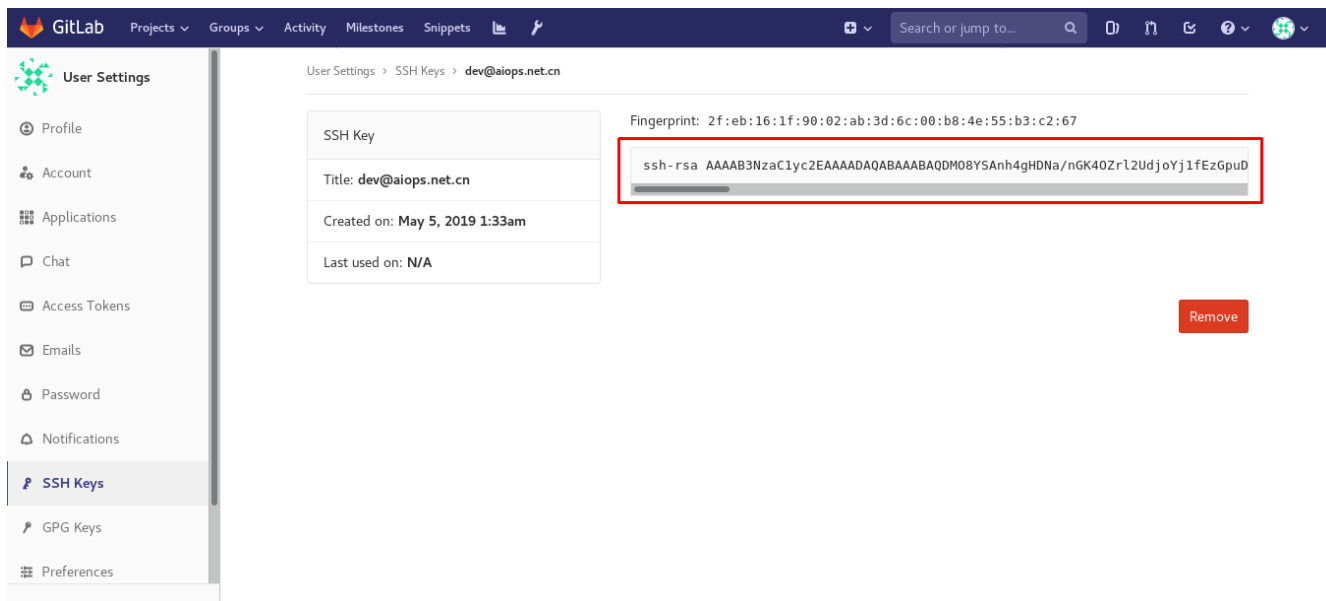 GitLab Projects Groups Activity Milestones Snippets Search or jump to...
User Settings
Profile
Account
Applications
Chat
Access Tokens
Emails
Password
Notifications
SSH Keys
GPG Keys
Preferences
User Settings > SSH Keys > dev@aiops.net.cn
SSH Key
Title: dev@aiops.net.cn
Created on: May 5, 2019 1:33am
Last used on: N/A
Fingerprint: 2f:eb:16:1f:90:02:ab:3d:6c:00:b8:4e:55:b3:c2:67
ssh-rsa AAAAB3NzaC1yc2EAAAADAQABAAABAQDMO8YSAnh4gHDNa/nGK4OZrl2UdjoYj1fEzGpuD
Remove